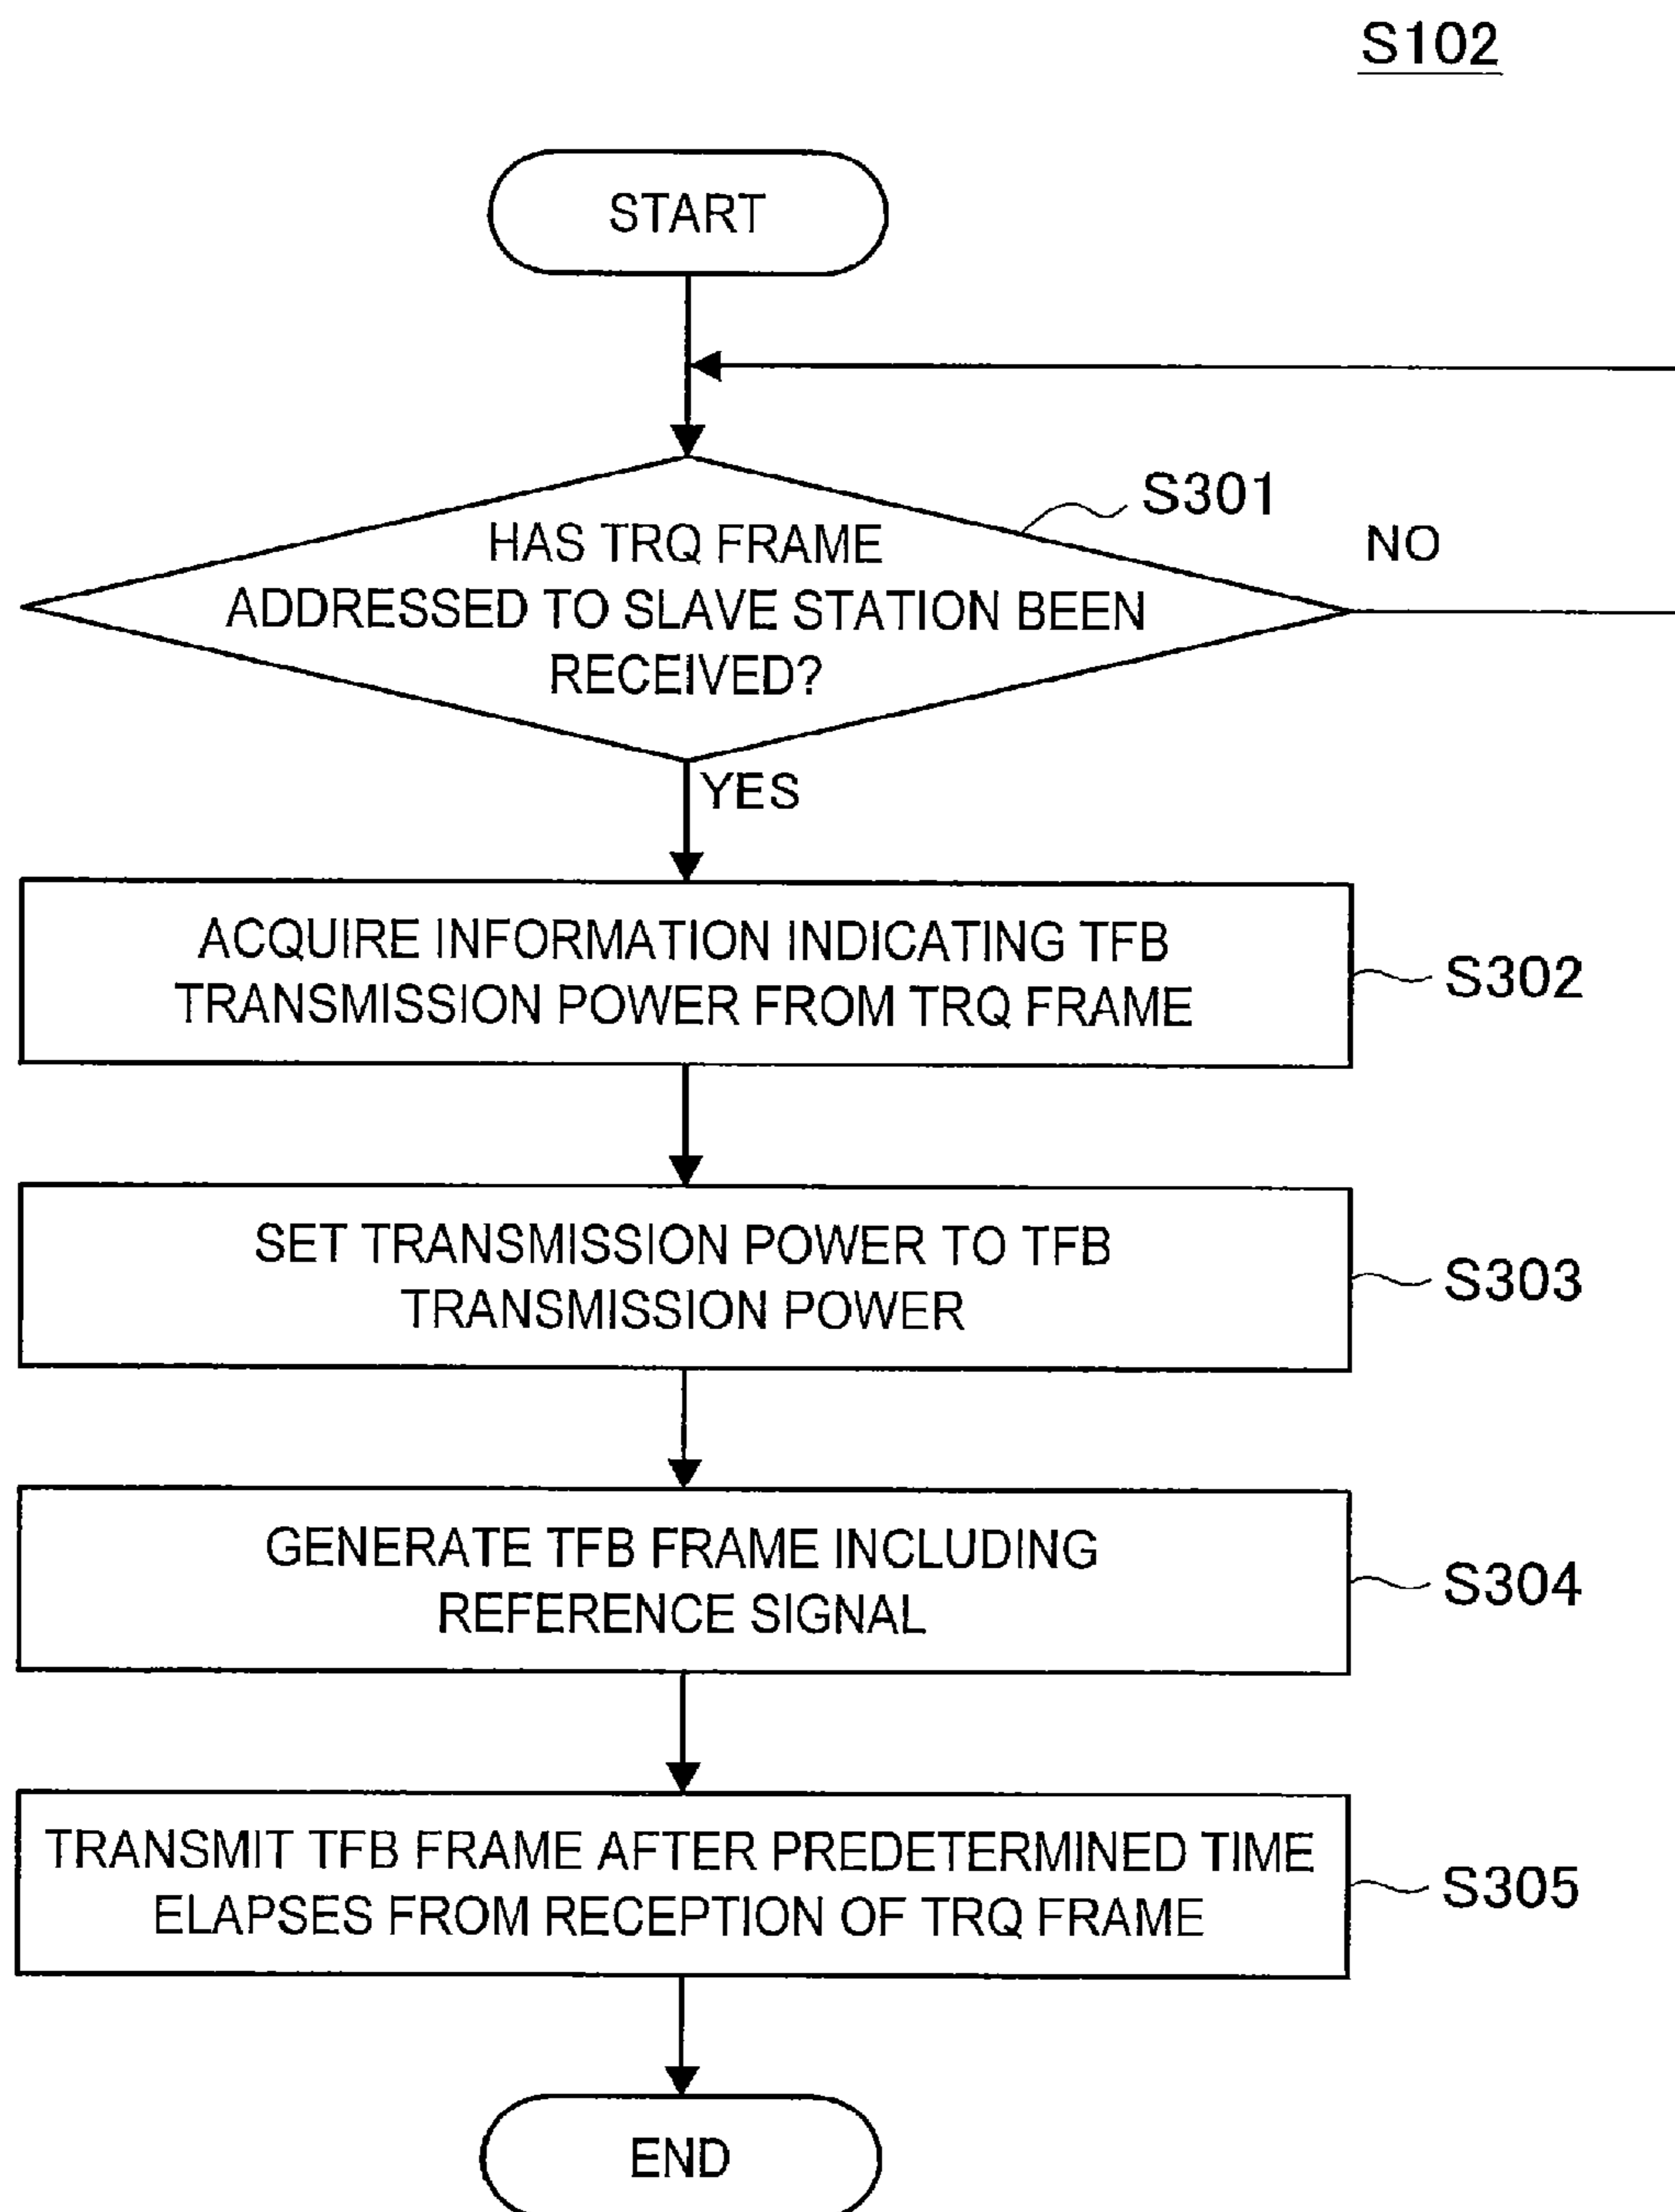 S102
START
S301
HAS TRQ FRAME
NO
ADDRESSED TO SLAVE STATION BEEN
RECEIVED?
YES
ACQUIRE INFORMATION INDICATING TFB
TRANSMISSION POWER FROM TRQ FRAME
S302
SET TRANSMISSION POWER TO TFB
TRANSMISSION POWER
S303
GENERATE TFB FRAME INCLUDING
REFERENCE SIGNAL
S304
TRANSMIT TFB FRAME AFTER PREDETERMINED TIME
ELAPSES FROM RECEPTION OF TRQ FRAME
S305
END